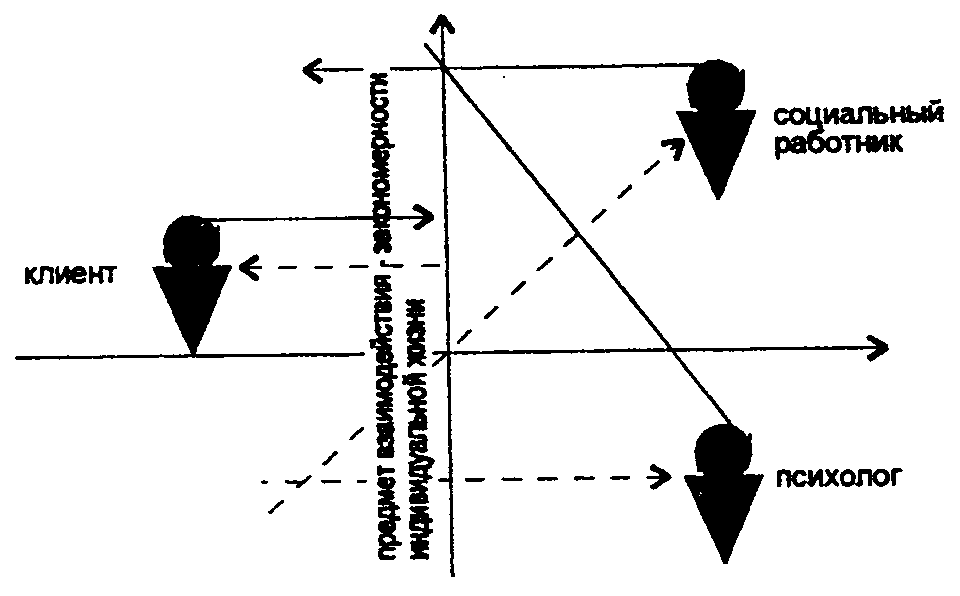 социальный
работник
клиент
предмет взаимодействия - закономерности
индивидуальной жизни
психолог